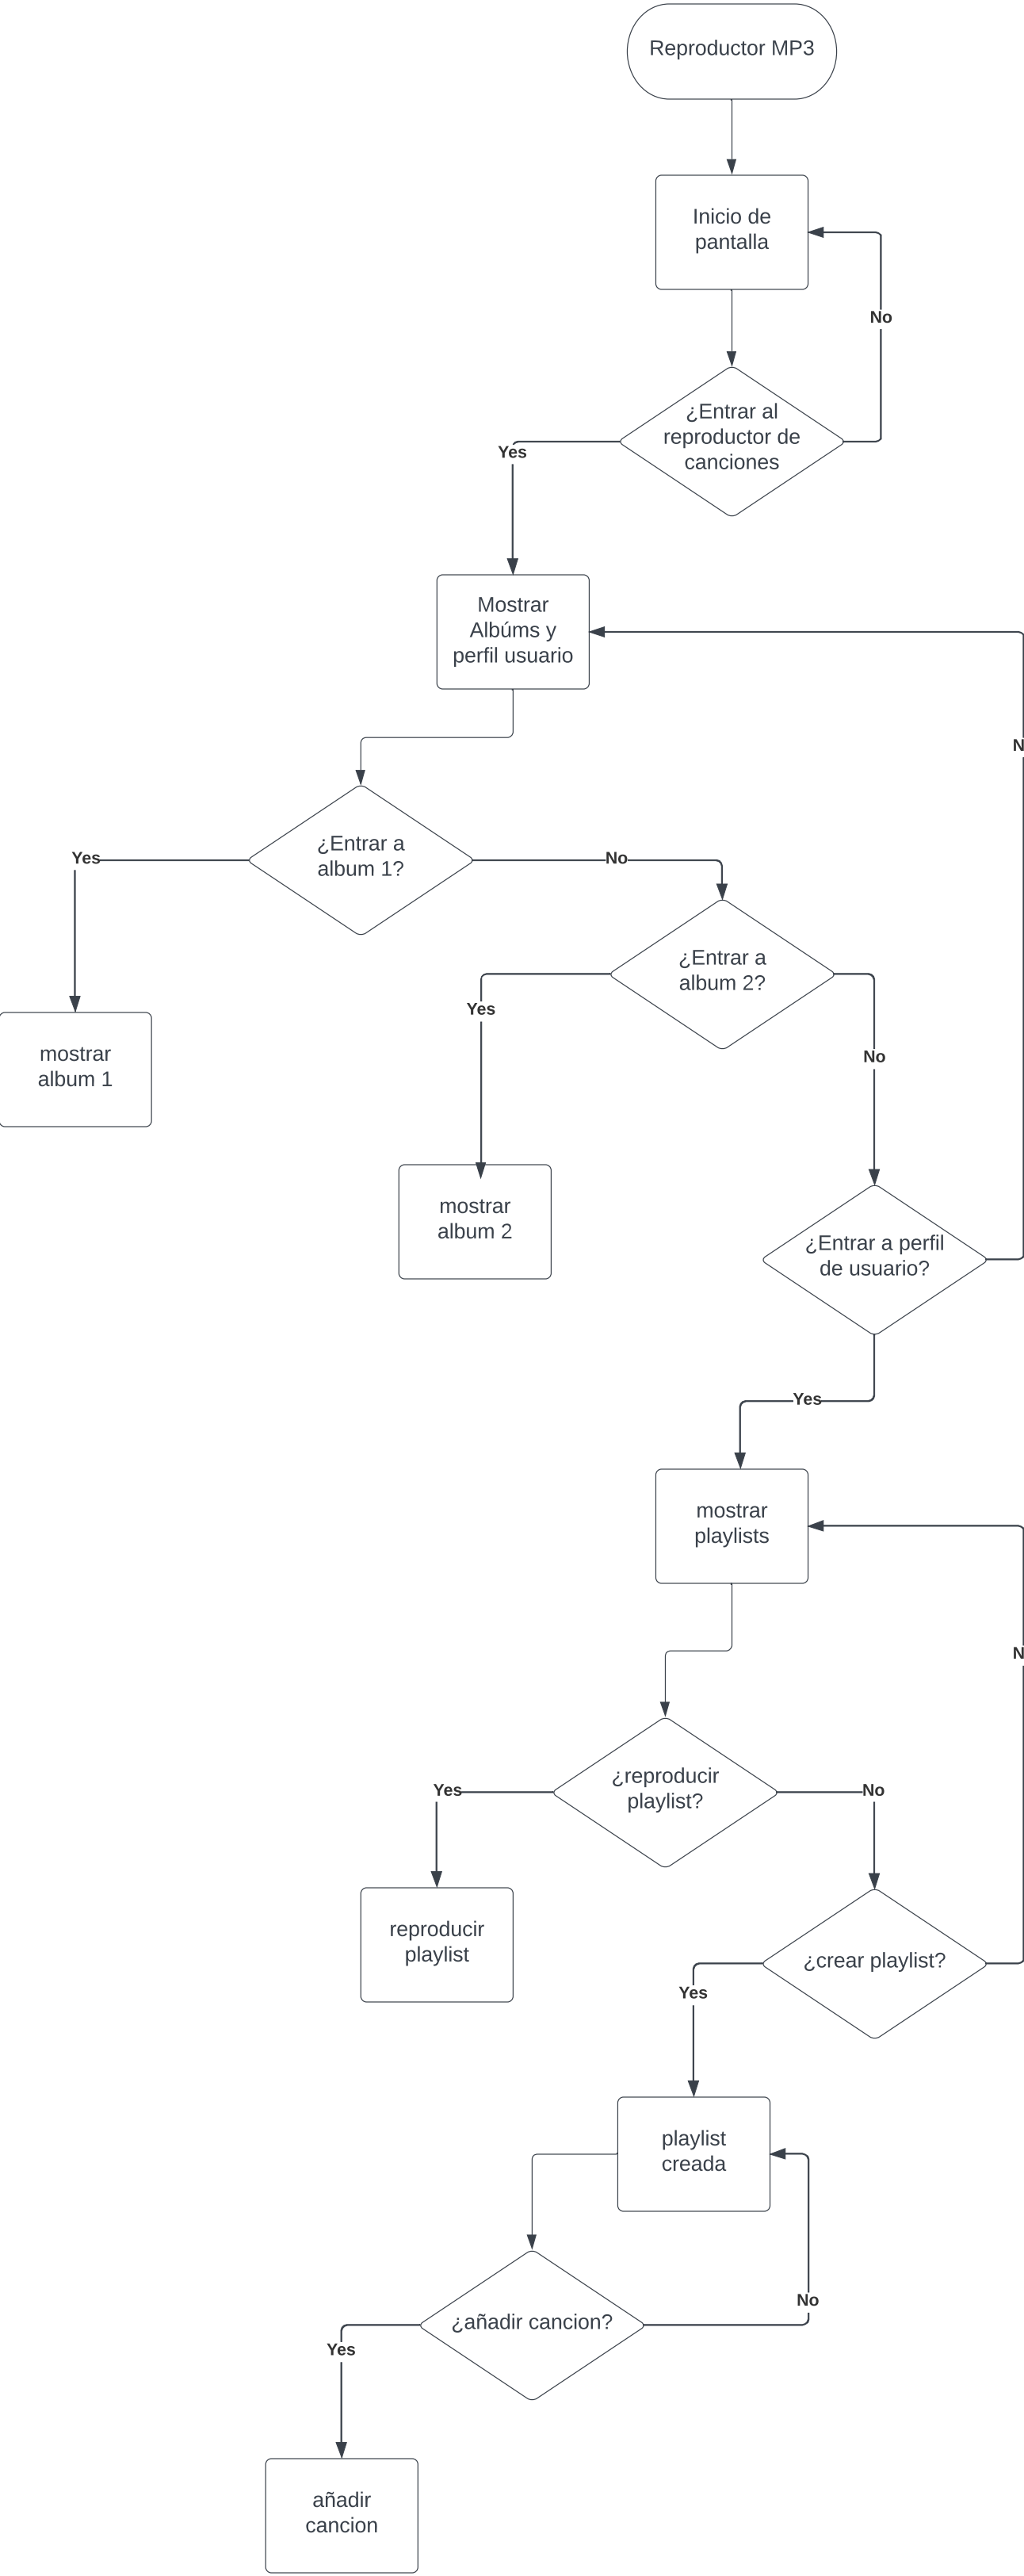 Reproductor MP3
Inicio de
pantalla
No
¿Entrar al
reproductor de
canciones
Yes
Mostrar
Albúms y
perfil usuario
N
¿Entrar a
album 1?
Yes
No
¿Entrar a
album 2?
Yes
mostrar
album 1
No
mostrar
album 2
¿Entrar a perfil
de usuario?
Yes
mostrar
playlists
N
¿reproducir
playlist?
Yes
No
reproducir
playlist
¿crear playlist?
Yes
playlist
creada
No
¿añadir cancion?
Yes
añadir
cancion